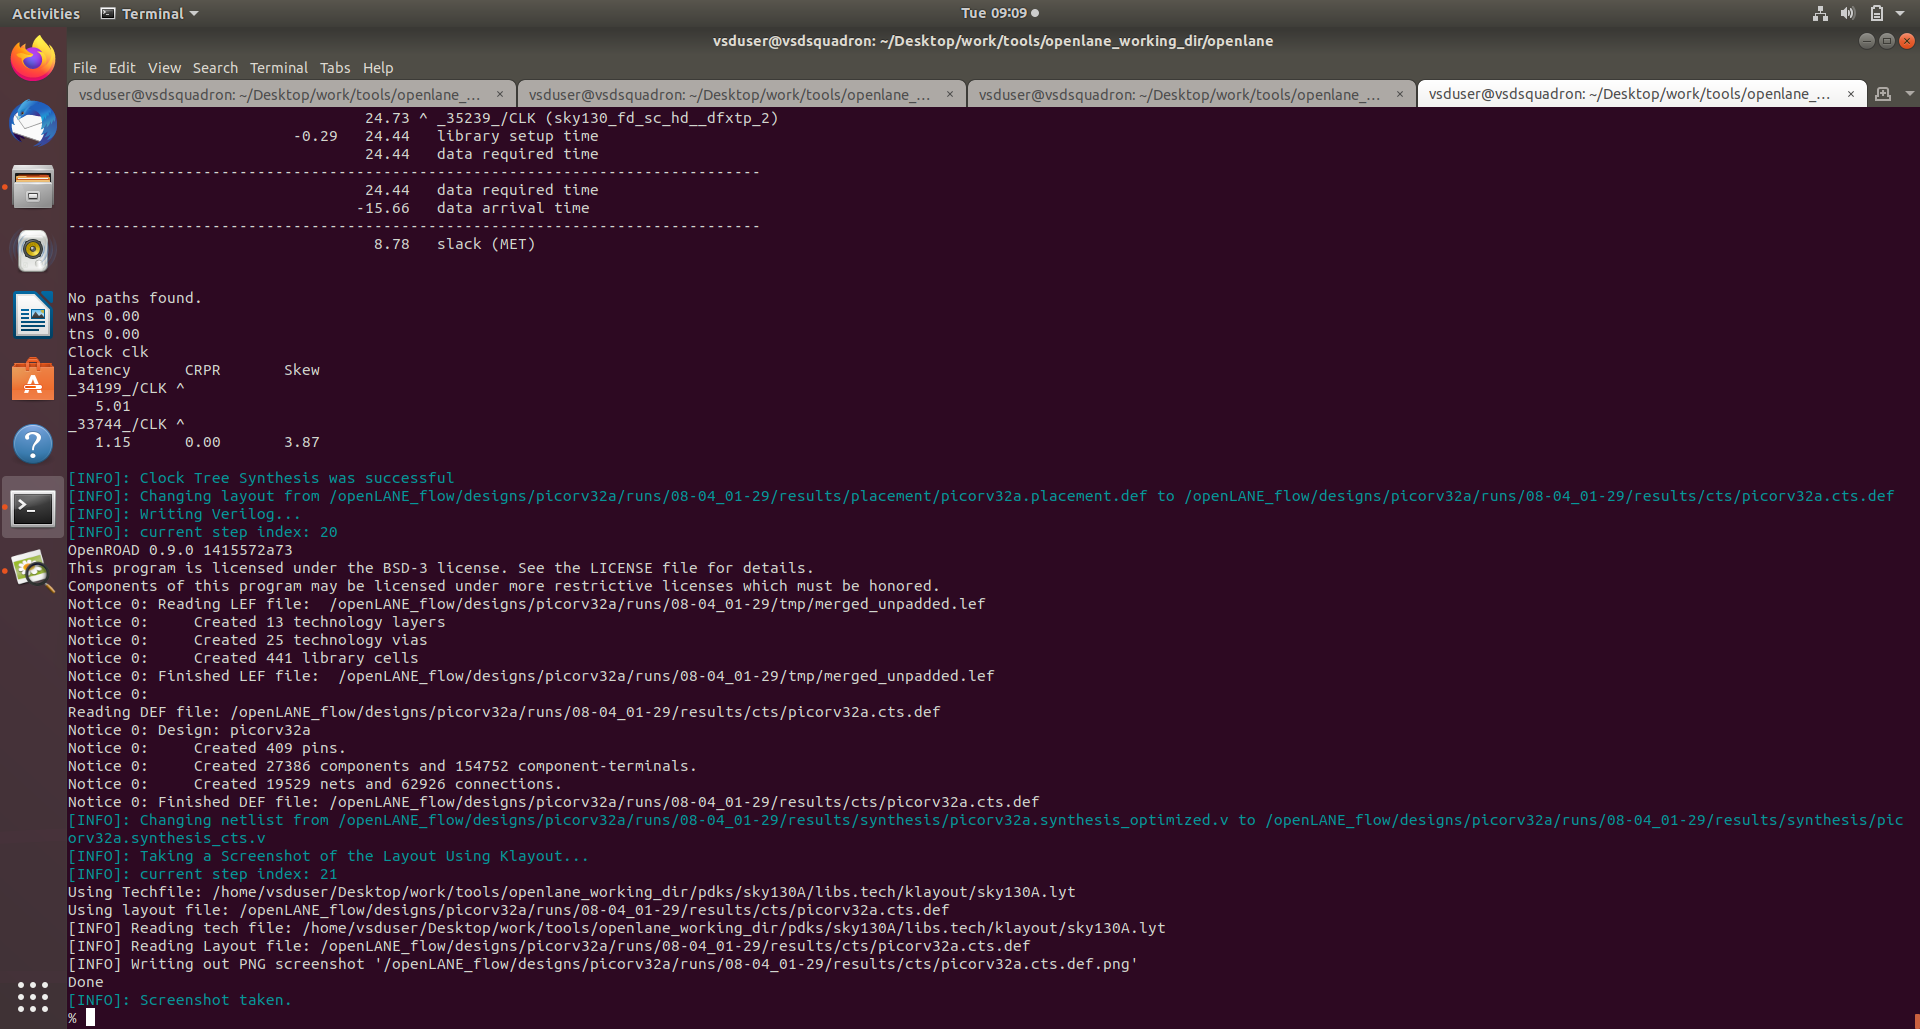 Activities
Terminal
Tue 09:09
vsduser@vsdsquadron: ~/Desktop/work/tools/openlane_working_dir/openlane
File Edit View Search Terminal Tabs Help
vsduser@vsdsquadron: ~/Desktop/work/tools/openlane_... × vsduser@vsdsquadron: ~/Desktop/work/tools/openlane_... × vsduser@vsdsquadron: ~/Desktop/work/tools/openlane_... × vsduser@vsdsquadron: ~/Desktop/work/tools/openlane_... ×
24.73 ^ _35239_/CLK (sky130_fd_sc_hd__dfxtp_2)
-0.29 24.44 library setup time
24.44 data required time
-----------------------------------------------------------------------------
24.44 data required time
-15.66 data arrival time
-----------------------------------------------------------------------------
8.78 slack (MET)
No paths found.
wns 0.00
tns 0.00
Clock clk
Latency CRPR Skew
_34199_/CLK ^
5.01
_33744_/CLK ^
1.15 0.00 3.87
[INFO]: Clock Tree Synthesis was successful
[INFO]: Changing layout from /openLANE_flow/designs/picorv32a/runs/08-04_01-29/results/placement/picorv32a.placement.def to /openLANE_flow/designs/picorv32a/runs/08-04_01-29/results/cts/picorv32a.cts.def
[INFO]: Writing Verilog...
[INFO]: current step index: 20
OpenROAD 0.9.0 1415572a73
This program is licensed under the BSD-3 license. See the LICENSE file for details.
Components of this program may be licensed under more restrictive licenses which must be honored.
Notice 0: Reading LEF file:  /openLANE_flow/designs/picorv32a/runs/08-04_01-29/tmp/merged_unpadded.lef
Notice 0:     Created 13 technology layers
Notice 0:     Created 25 technology vias
Notice 0:     Created 441 library cells
Notice 0: Finished LEF file:  /openLANE_flow/designs/picorv32a/runs/08-04_01-29/tmp/merged_unpadded.lef
Notice 0:
Reading DEF file: /openLANE_flow/designs/picorv32a/runs/08-04_01-29/results/cts/picorv32a.cts.def
Notice 0: Design: picorv32a
Notice 0:     Created 409 pins.
Notice 0:     Created 27386 components and 154752 component-terminals.
Notice 0:     Created 19529 nets and 62926 connections.
Notice 0: Finished DEF file: /openLANE_flow/designs/picorv32a/runs/08-04_01-29/results/cts/picorv32a.cts.def
[INFO]: Changing netlist from /openLANE_flow/designs/picorv32a/runs/08-04_01-29/results/synthesis/picorv32a.synthesis_optimized.v to /openLANE_flow/designs/picorv32a/runs/08-04_01-29/results/synthesis/pic
orv32a.synthesis_cts.v
[INFO]: Taking a Screenshot of the Layout Using Klayout...
[INFO]: current step index: 21
Using Techfile: /home/vsduser/Desktop/work/tools/openlane_working_dir/pdks/sky130A/libs.tech/klayout/sky130A.lyt
Using layout file: /openLANE_flow/designs/picorv32a/runs/08-04_01-29/results/cts/picorv32a.cts.def
[INFO] Reading tech file: /home/vsduser/Desktop/work/tools/openlane_working_dir/pdks/sky130A/libs.tech/klayout/sky130A.lyt
[INFO] Reading Layout file: /openLANE_flow/designs/picorv32a/runs/08-04_01-29/results/cts/picorv32a.cts.def
[INFO] Writing out PNG screenshot '/openLANE_flow/designs/picorv32a/runs/08-04_01-29/results/cts/picorv32a.cts.def.png'
Done
[INFO]: Screenshot taken.
%